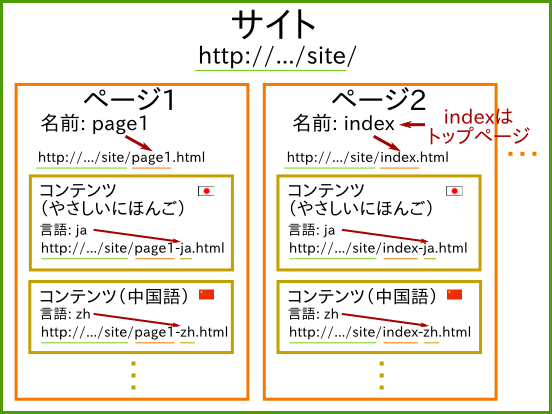 サイト
http://.../site/
ページ1
名前: page1
http://.../site/page1.html
コンテンツ
（やさしいにほんご）
言語: ja
http://.../site/page1-ja.html
コンテンツ（中国語）
言語: zh
http://.../site/page1-zh.html
ページ2
名前: index
indexは
トップページ
http://.../site/index.html
コンテンツ
（やさしいにほんご）
言語: ja
http://.../site/index-ja.html
コンテンツ（中国語）
言語: zh
http://.../site/index-zh.html